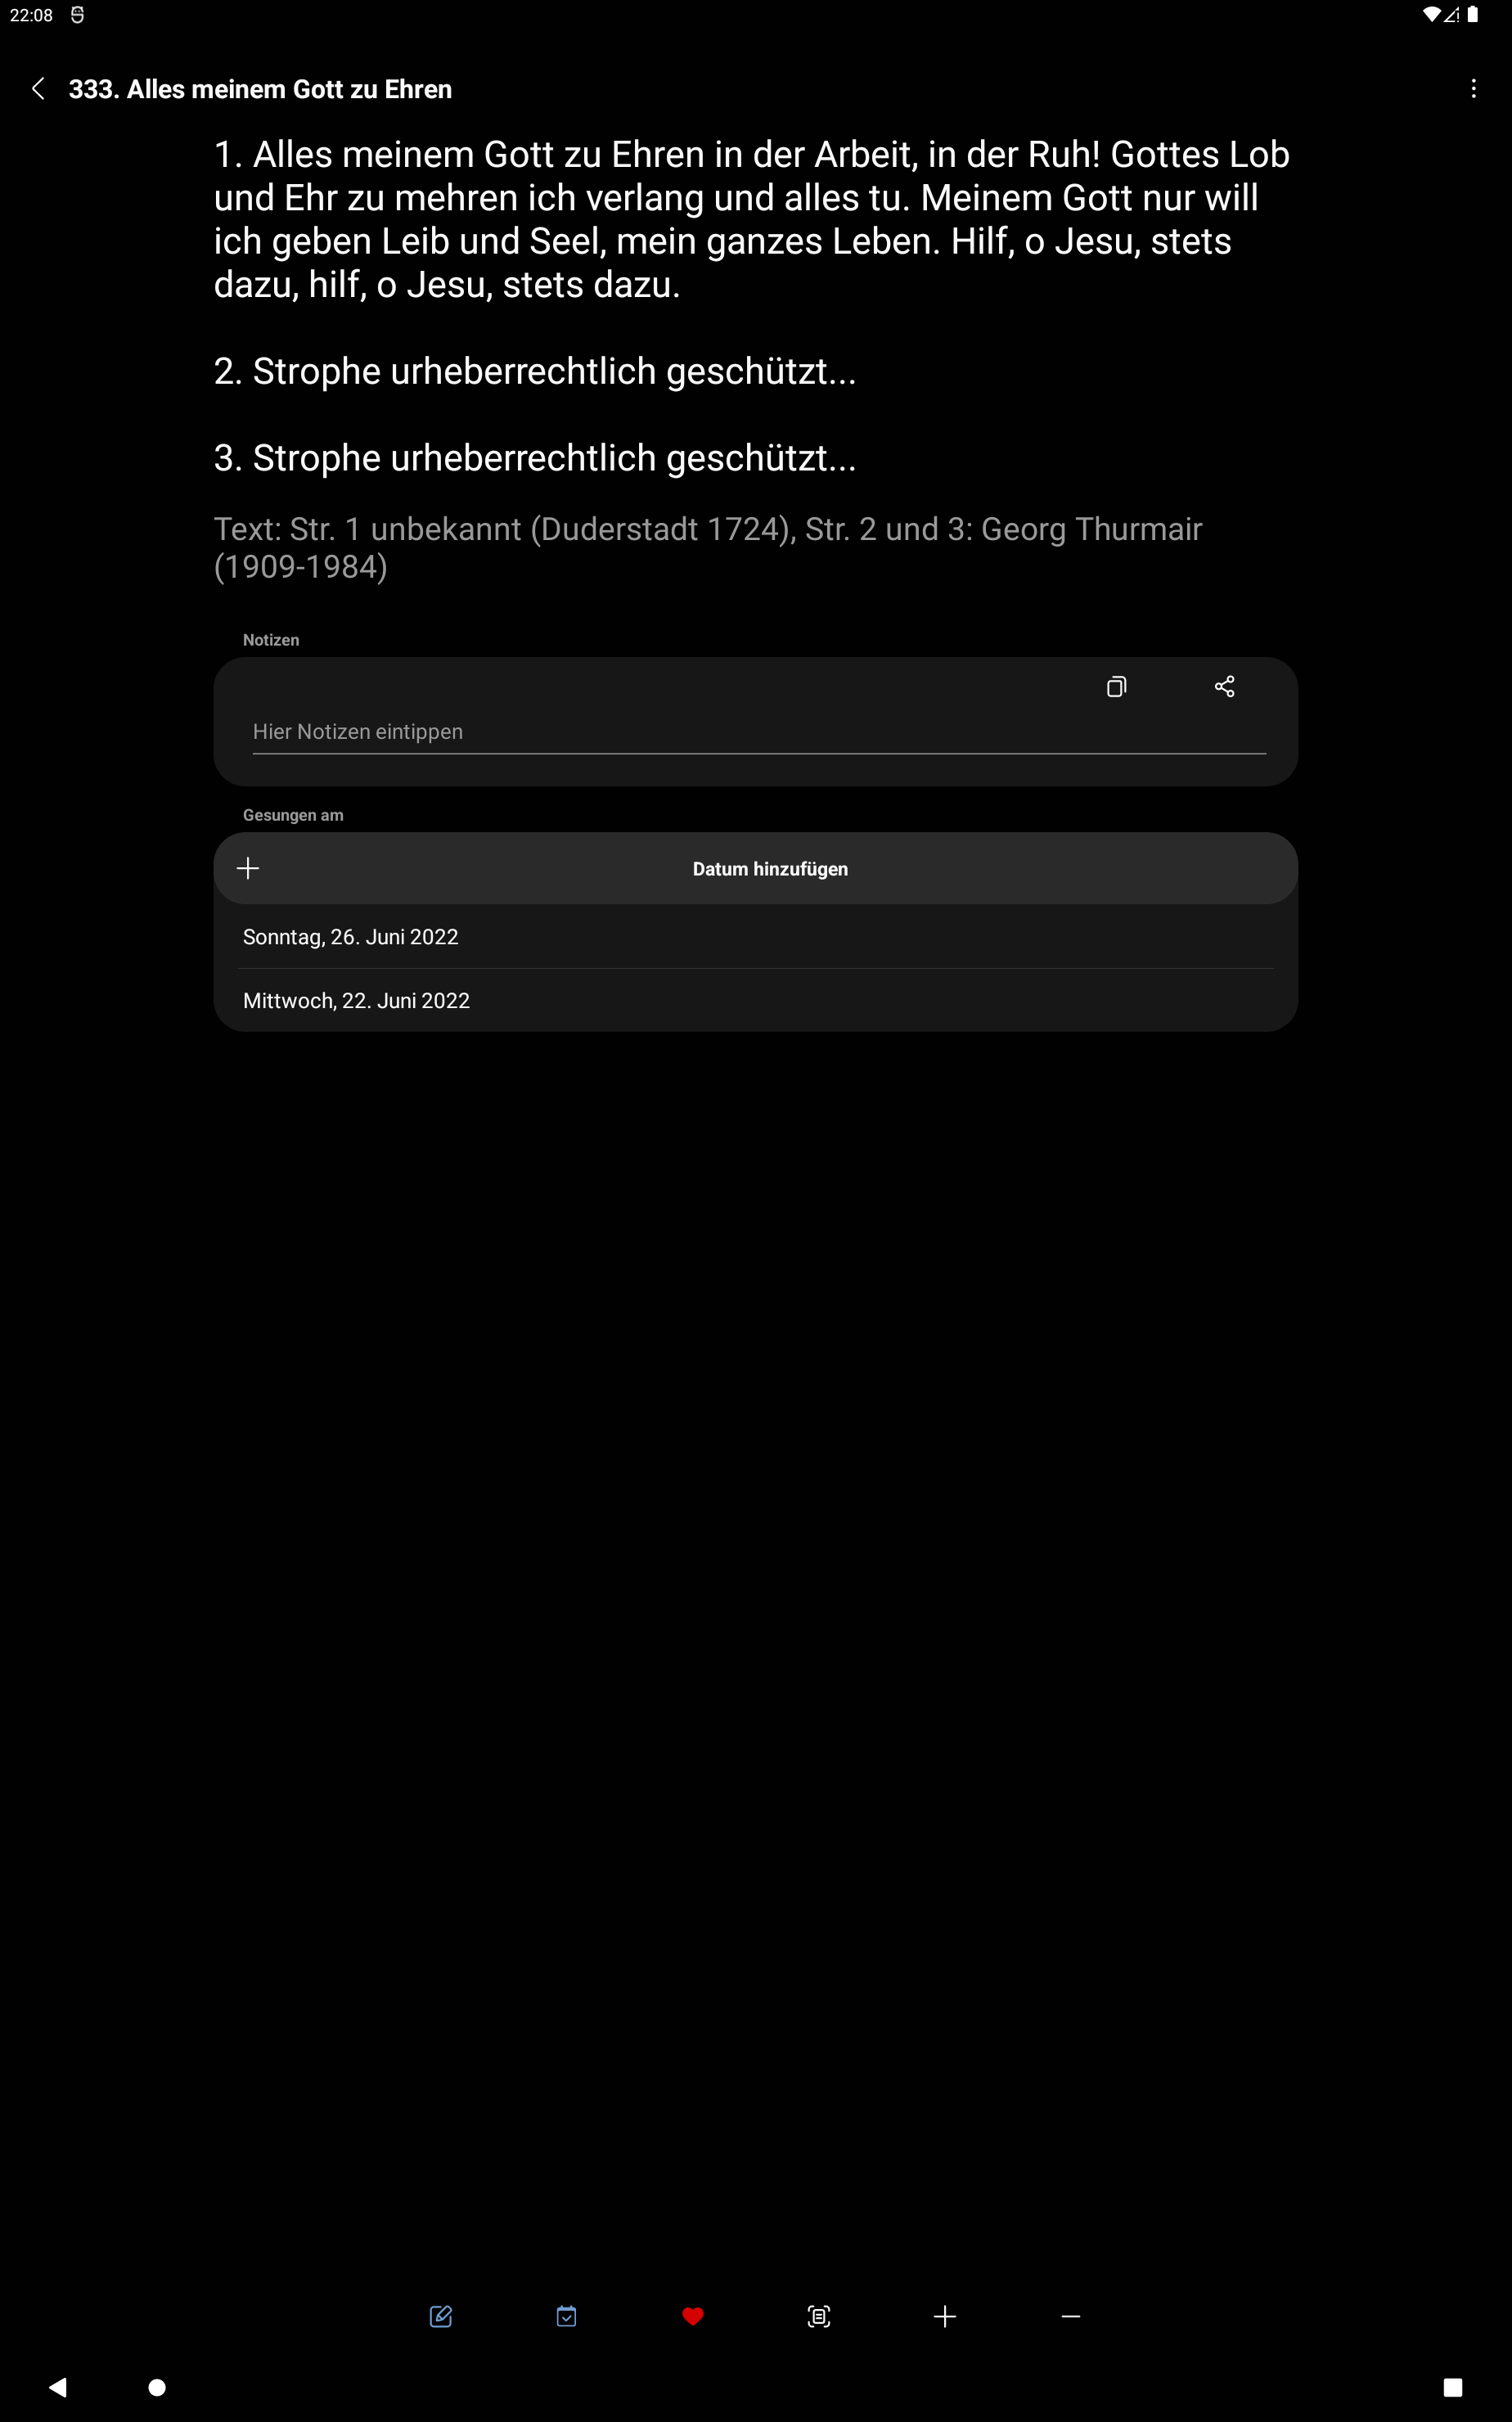 22:08
333. Alles meinem Gott zu Ehren
1. Alles meinem Gott zu Ehren in der Arbeit, in der Ruh! Gottes Lob
und Ehr zu mehren ich verlang und alles tu. Meinem Gott nur will
ich geben Leib und Seel, mein ganzes Leben. Hilf, o Jesu, stets
dazu, hilf, o Jesu, stets dazu.
2. Strophe urheberrechtlich geschützt...
3. Strophe urheberrechtlich geschützt...
Text: Str. 1 unbekannt (Duderstadt 1724), Str. 2 und 3: Georg Thurmair
(1909-1984)
Notizen
Hier Notizen eintippen
Gesungen am
Datum hinzufügen
Sonntag, 26. Juni 2022
Mittwoch, 22. Juni 2022